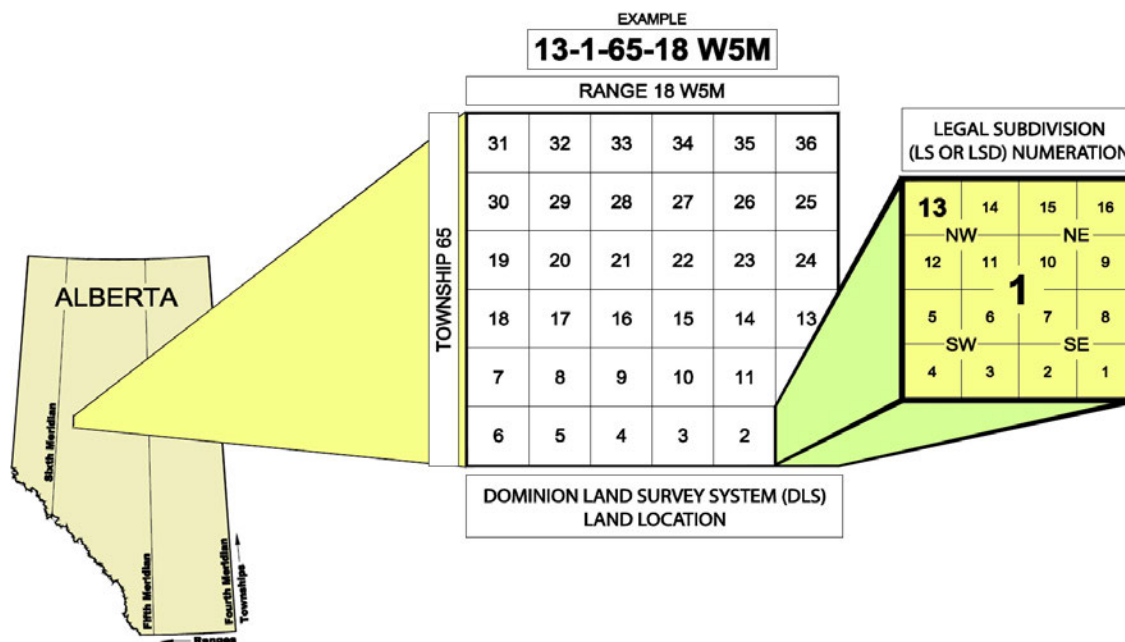 EXAMPLE
13-1-65-18 W5M
RANGE 18 W5M
TOWNSHIP 65
31 32 33 34 35 36
30 29 28 27 26 25
19 20 21 22 23 24
18 17 16 15 14 13
7 8 9 10 11
6 5 4 3 2
DOMINION LAND SURVEY SYSTEM (DLS)
LAND LOCATION
LEGAL SUBDIVISION
(LS OR LSD) NUMERATION
13 14 15 16
NW NE
12 11 10 9
1
5 6 7 8
SW SE
4 3 2 1
ALBERTA
Sixth Meridian
Fifth Meridian
Fourth Meridian
Townships
Ranges